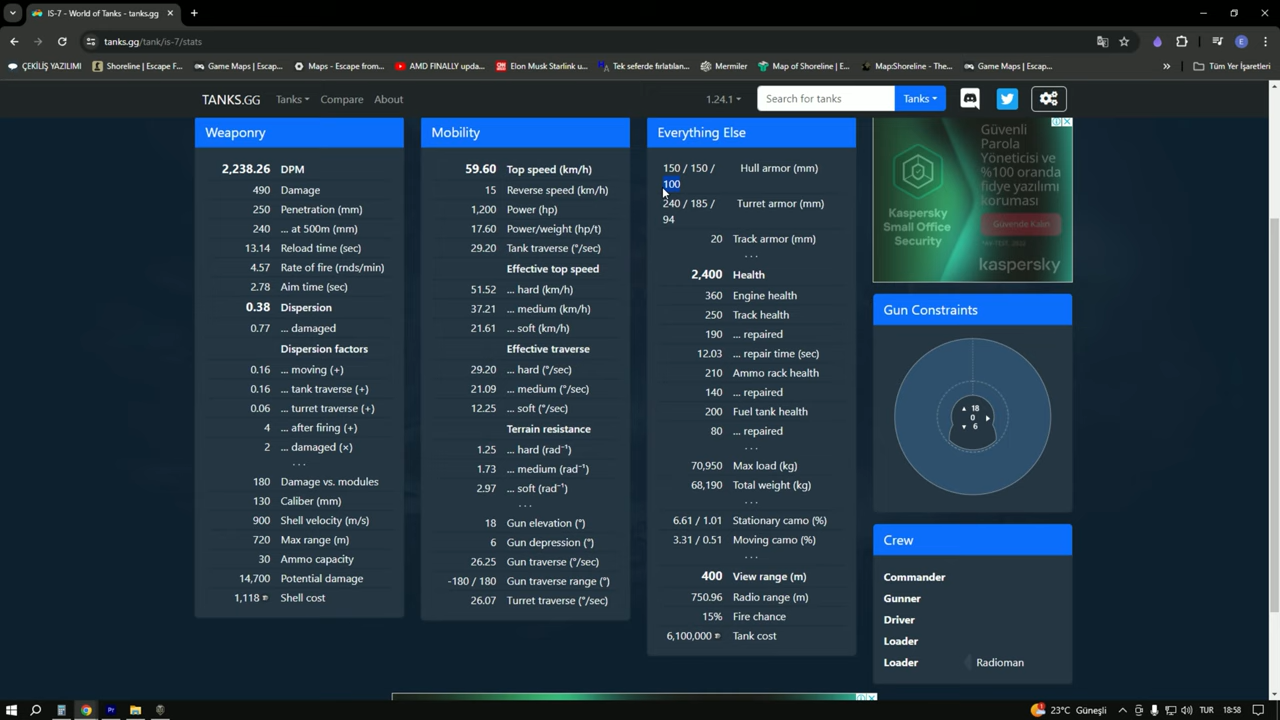 IS-7 - World of Tanks - tanks.gg
tanks.gg/tank/is-7/stats
ÇEKİLİŞ YAZILIMI
Shoreline | Escape F...
Game Maps | Escap...
Maps - Escape from...
AMD FINALLY upda...
Elon Musk Starlink u...
Tek seferde fırlatılan...
Mermiler
Map of Shoreline | E...
Map:Shoreline - The...
Game Maps | Escap...
Tüm Yer İşaretleri
TANKS.GG
Tanks
Compare
About
1.24.1
Search for tanks
Tanks
Weaponry
2,238.26 DPM
490 Damage
250 Penetration (mm)
240 ... at 500m (mm)
13.14 Reload time (sec)
4.57 Rate of fire (rnds/min)
2.78 Aim time (sec)
0.38 Dispersion
0.77 ... damaged
Dispersion factors
0.16 ... moving (+)
0.16 ... tank traverse (+)
0.06 ... turret traverse (+)
4 ... after firing (+)
2 ... damaged (×)
...
180 Damage vs. modules
130 Caliber (mm)
900 Shell velocity (m/s)
720 Max range (m)
30 Ammo capacity
14,700 Potential damage
1,118 Shell cost
Mobility
59.60 Top speed (km/h)
15 Reverse speed (km/h)
1,200 Power (hp)
17.60 Power/weight (hp/t)
29.20 Tank traverse (°/sec)
Effective top speed
51.52 ... hard (km/h)
37.21 ... medium (km/h)
21.61 ... soft (km/h)
Effective traverse
29.20 ... hard (°/sec)
21.09 ... medium (°/sec)
12.25 ... soft (°/sec)
Terrain resistance
1.25 ... hard (rad⁻¹)
1.73 ... medium (rad⁻¹)
2.97 ... soft (rad⁻¹)
...
18 Gun elevation (°)
6 Gun depression (°)
26.25 Gun traverse (°/sec)
-180 / 180 Gun traverse range (°)
26.07 Turret traverse (°/sec)
Everything Else
150 / 150 / Hull armor (mm)
100
240 / 185 / Turret armor (mm)
94
20 Track armor (mm)
...
2,400 Health
360 Engine health
250 Track health
190 ... repaired
12.03 ... repair time (sec)
210 Ammo rack health
140 ... repaired
200 Fuel tank health
80 ... repaired
...
70,950 Max load (kg)
68,190 Total weight (kg)
...
6.61 / 1.01 Stationary camo (%)
3.31 / 0.51 Moving camo (%)
...
400 View range (m)
750.96 Radio range (m)
15% Fire chance
6,100,000 Tank cost
Güvenli
Parola
Yöneticisi ve
%100 oranda
fidye yazılımı
koruması
Kaspersky
Small Office
Security
Güvende Kalın
kaspersky
Gun Constraints
18
0
6
Crew
Commander
Gunner
Driver
Loader
Loader Radioman
23°C Güneşli
TUR
18:58